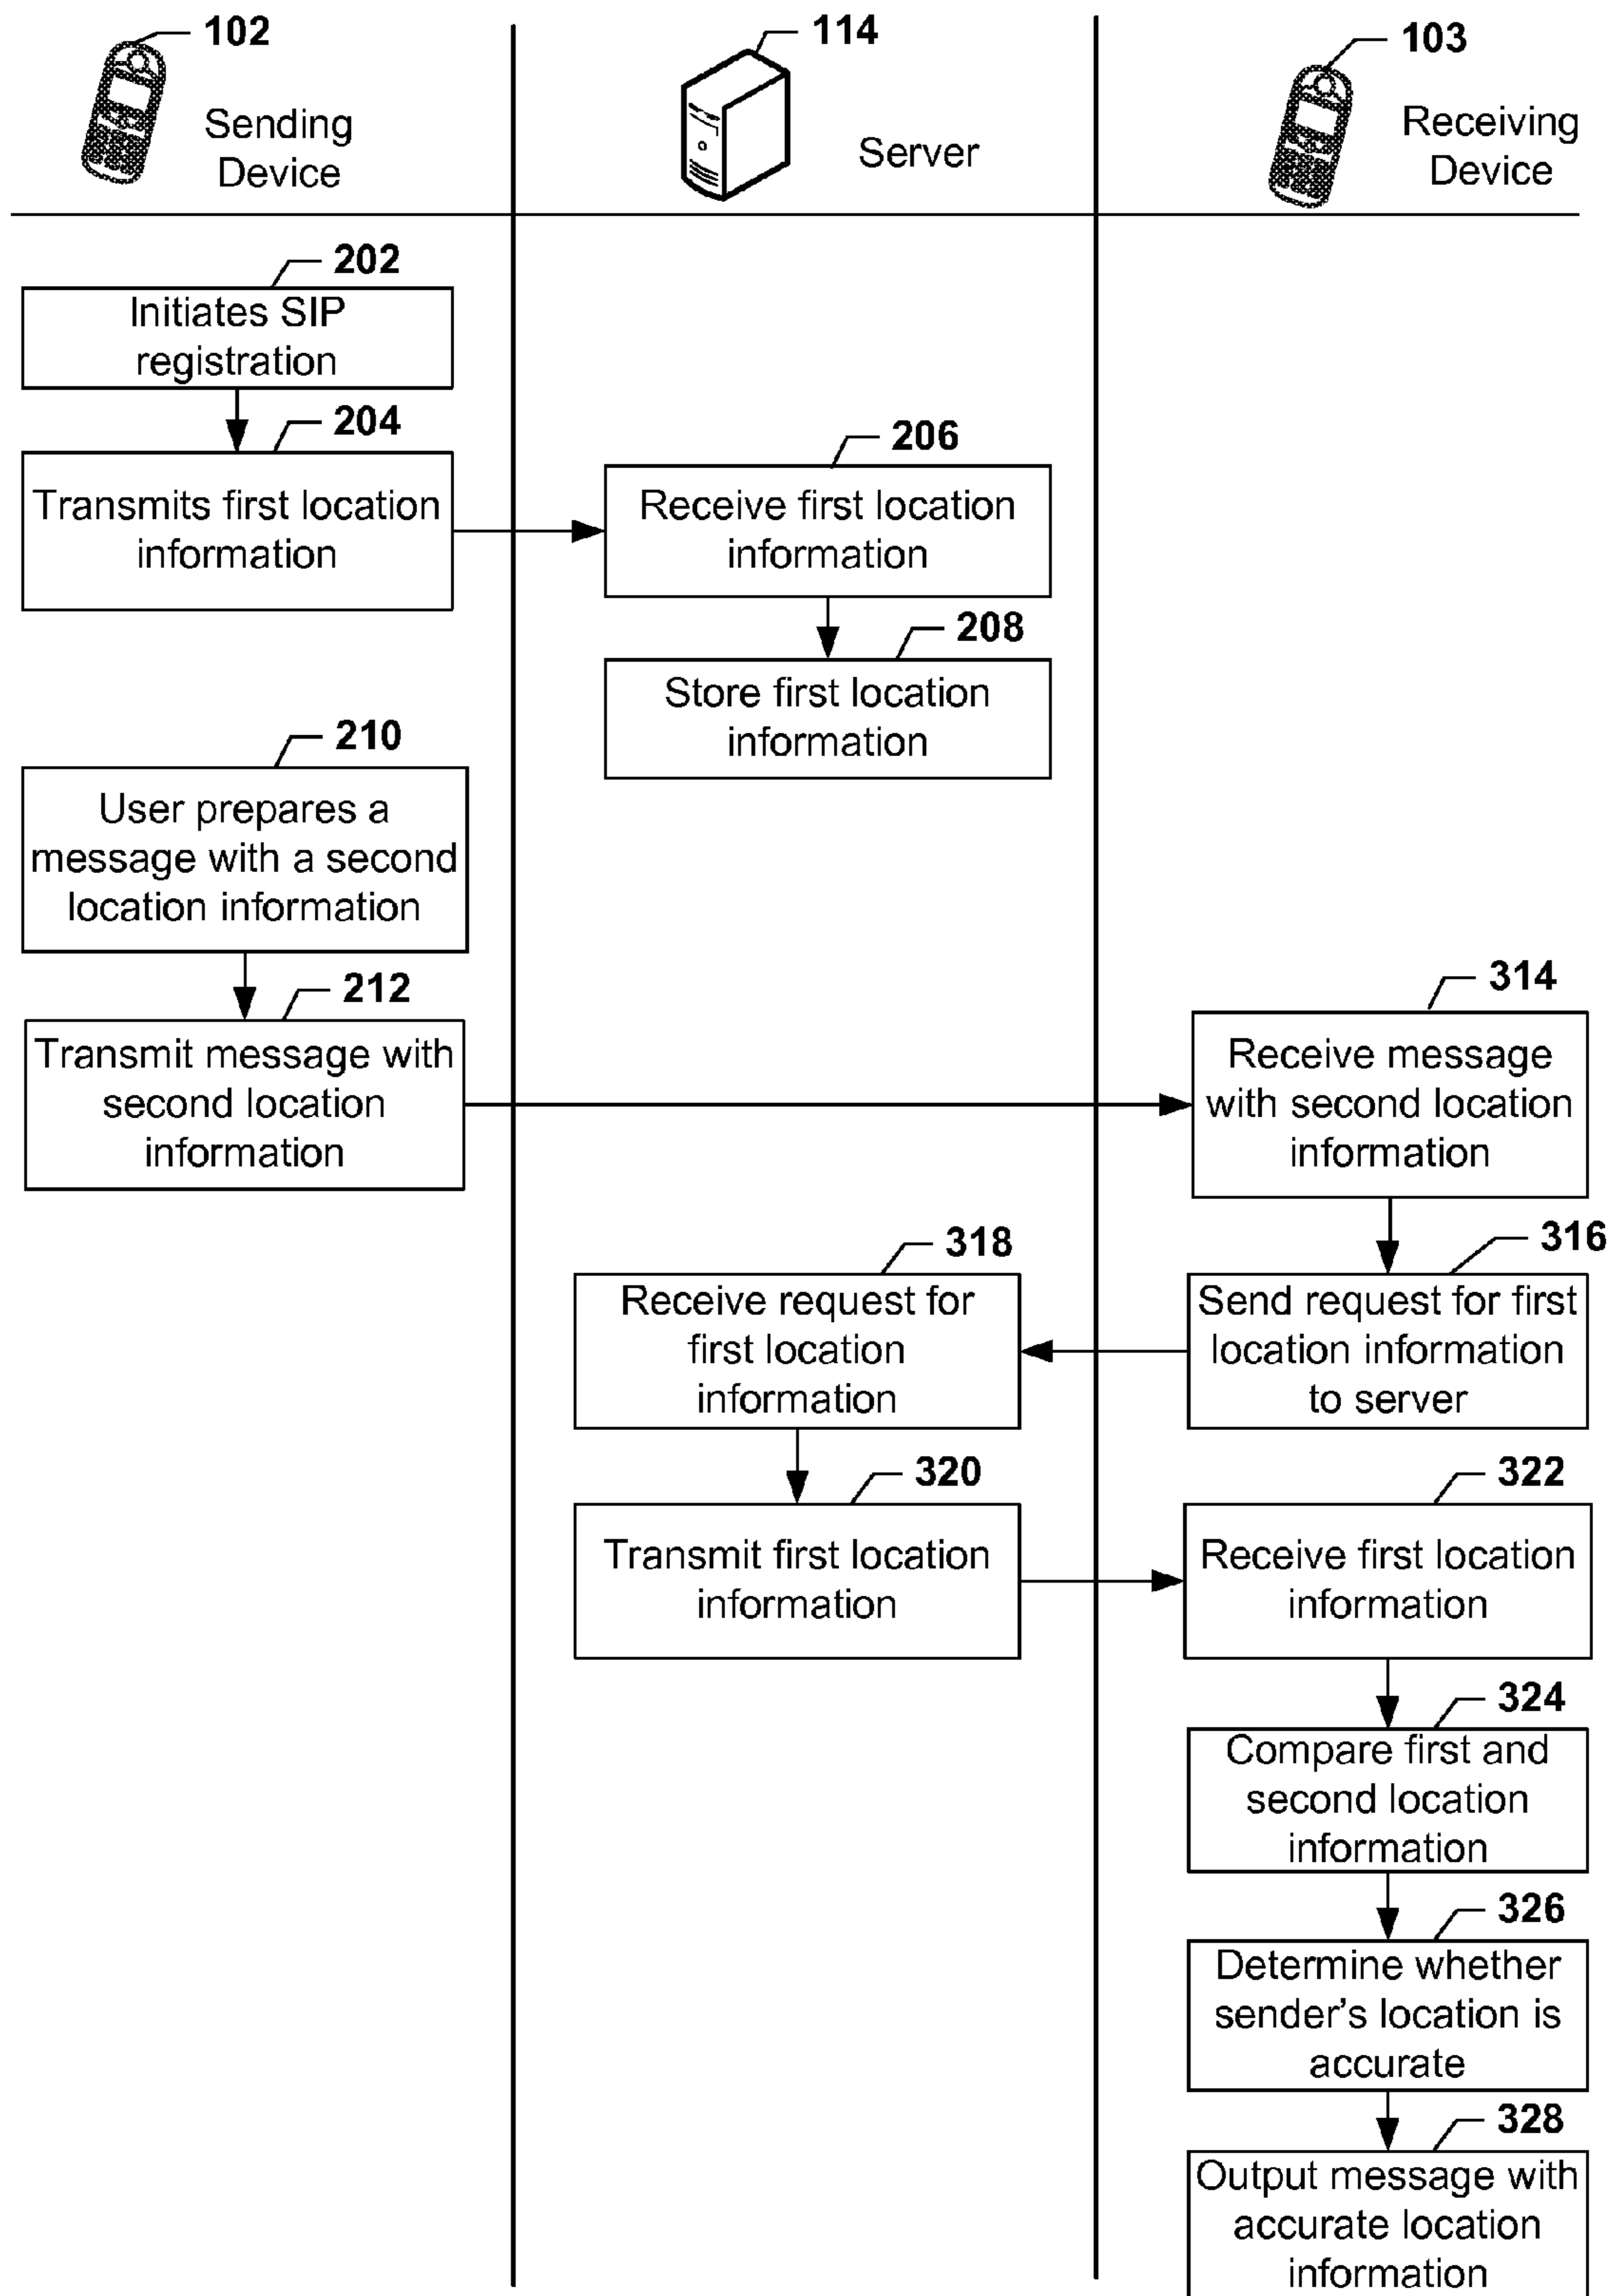 102
Sending
Device
114
Server
103
Receiving
Device
202
Initiates SIP
registration
204
Transmits first location
information
206
Receive first location
information
208
Store first location
information
210
User prepares a
message with a second
location information
212
Transmit message with
second location
information
314
Receive message
with second location
information
316
Send request for first
location information
to server
318
Receive request for
first location
information
320
Transmit first location
information
322
Receive first location
information
324
Compare first and
second location
information
326
Determine whether
sender's location is
accurate
328
Output message with
accurate location
information